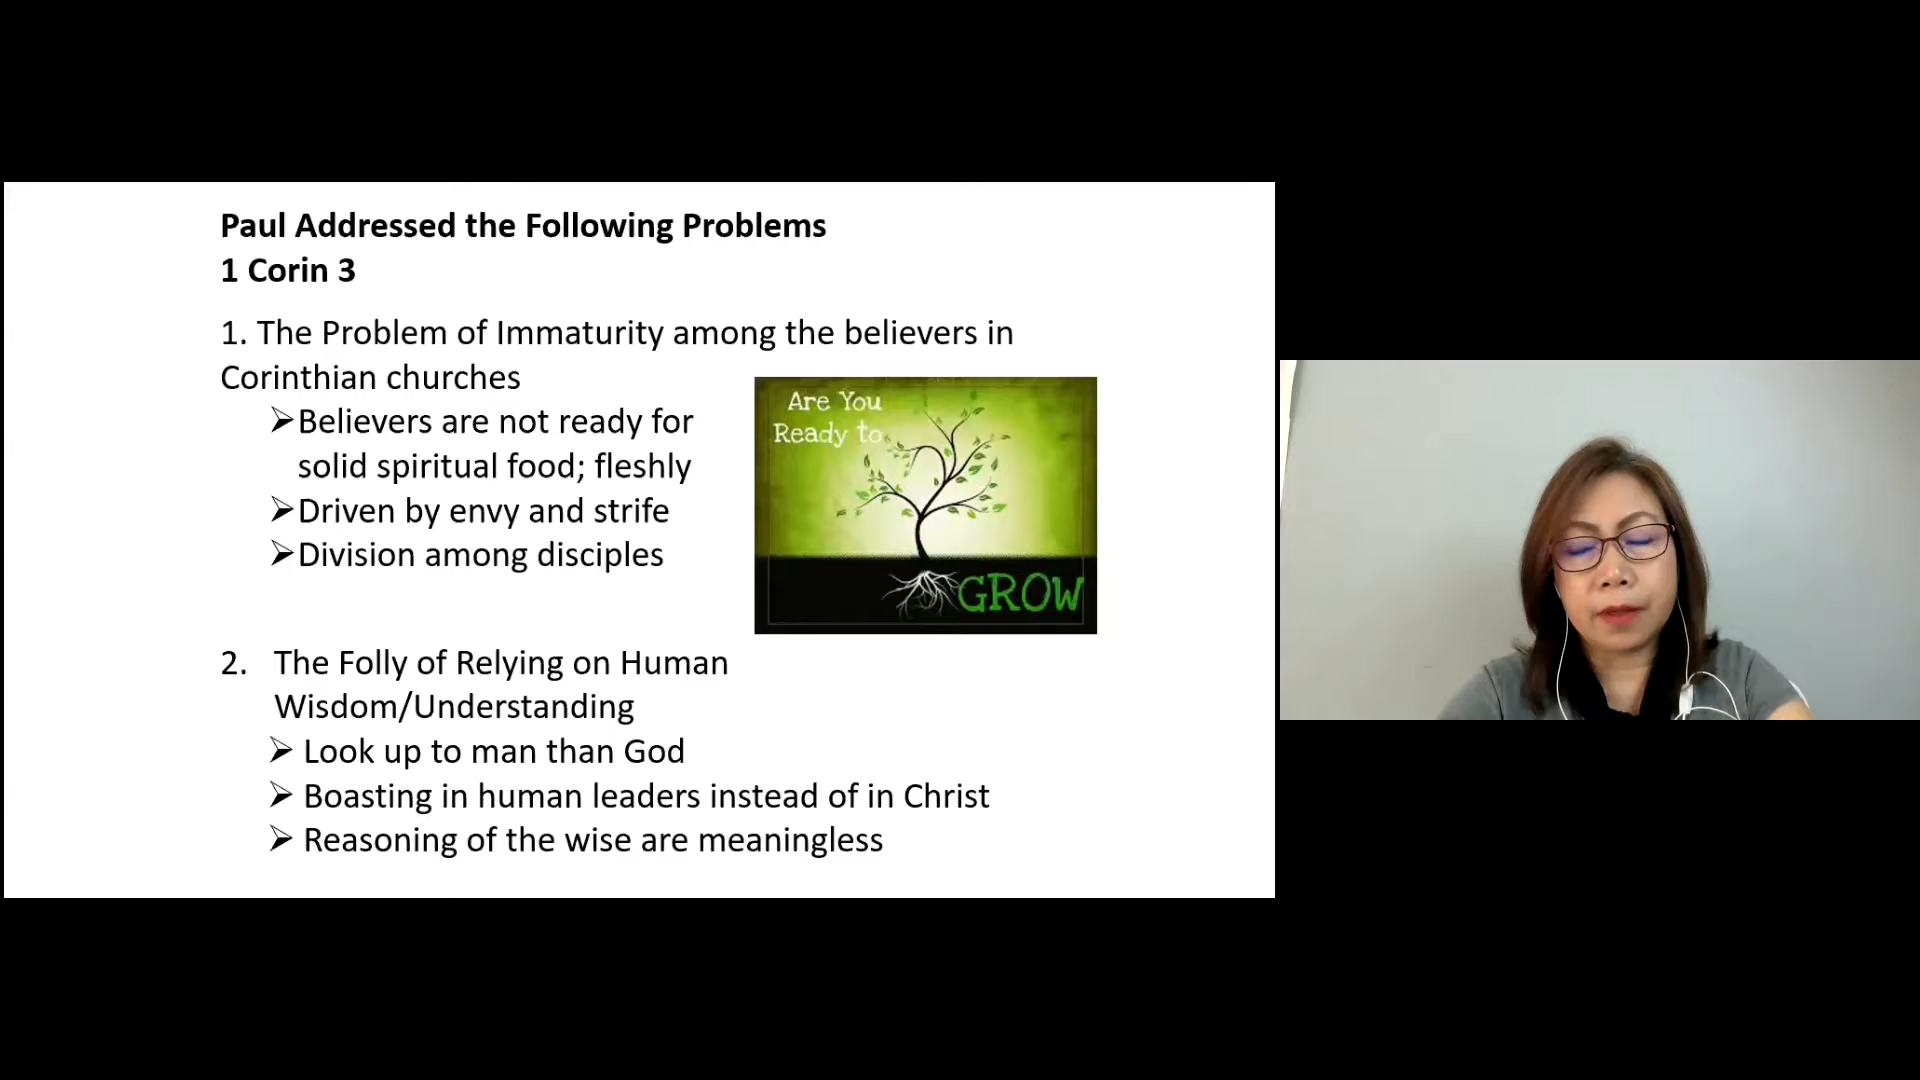 Paul Addressed the Following Problems
1 Corin 3
1. The Problem of Immaturity among the believers in
Corinthian churches
➢Believers are not ready for
solid spiritual food; fleshly
➢Driven by envy and strife
➢Division among disciples
Are You
Ready to
GROW
2. The Folly of Relying on Human
Wisdom/Understanding
➢ Look up to man than God
➢ Boasting in human leaders instead of in Christ
➢ Reasoning of the wise are meaningless